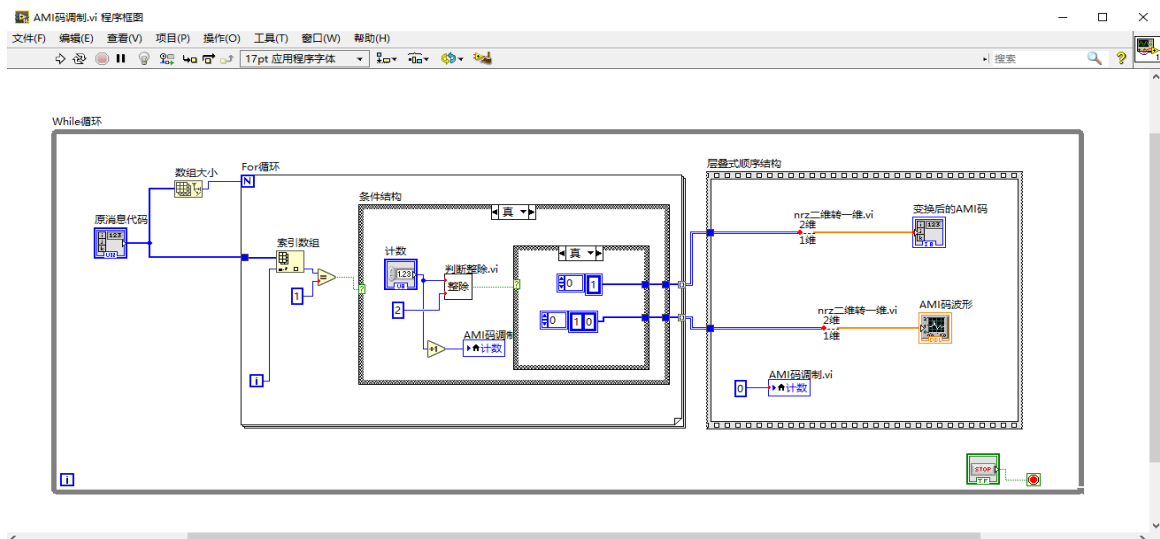 AMI码调制.vi 程序框图
文件(F) 编辑(E) 查看(V) 项目(P) 操作(O) 工具(T) 窗口(W) 帮助(H)
17pt 应用程序字体
搜索
While循环
数组大小
For循环
N
层叠式顺序结构
条件结构
真
原消息代码
nrz二维转一维.vi
2维
1维
变换后的AMI码
索引数组
计数
1.23
判断整除.vi
整除
真
0 1
1
2
0 1 0
nrz二维转一维.vi
2维
1维
AMI码波形
AMI码调制
计数
+1
i
0
AMI码调制.vi
计数
i
STOP
TF